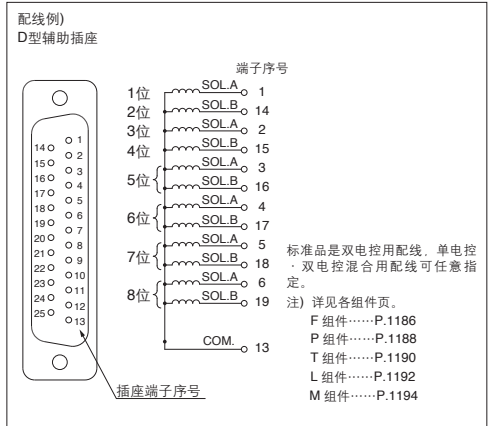 配线例)
D型辅助插座
端子序号
1位 SOL.A 1
2位 SOL.B 14
3位 SOL.A 2
4位 SOL.B 15
5位 SOL.A 3
SOL.B 16
6位 SOL.A 4
SOL.B 17
7位 SOL.A 5
SOL.B 18
8位 SOL.A 6
SOL.B 19
COM. 13
1
14
2
15
3
16
4
17
5
18
6
19
7
20
8
21
9
22
10
23
11
24
12
25
13
插座端子序号
标准品是双电控用配线，单电控
·双电控混合用配线可任意指
定。
注) 详见各组件页。
F 组件……P.1186
P 组件……P.1188
T 组件……P.1190
L 组件……P.1192
M 组件……P.1194